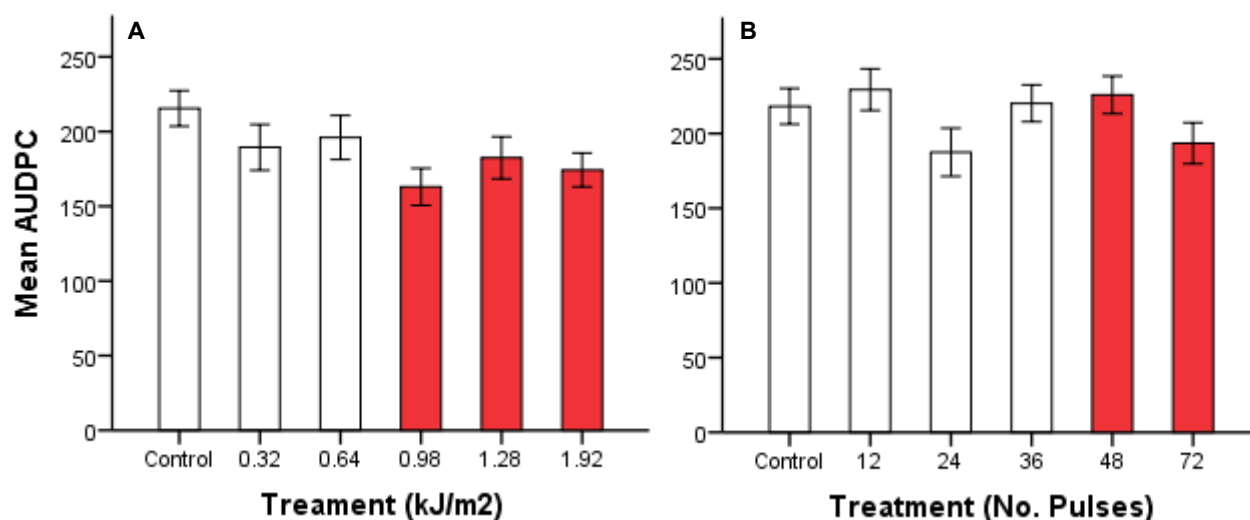 A
Mean AUDPC
250
200
150
100
50
0
Control 0.32 0.64 0.98 1.28 1.92
Treament (kJ/m2)
B
250
200
150
100
50
0
Control 12 24 36 48 72
Treatment (No. Pulses)